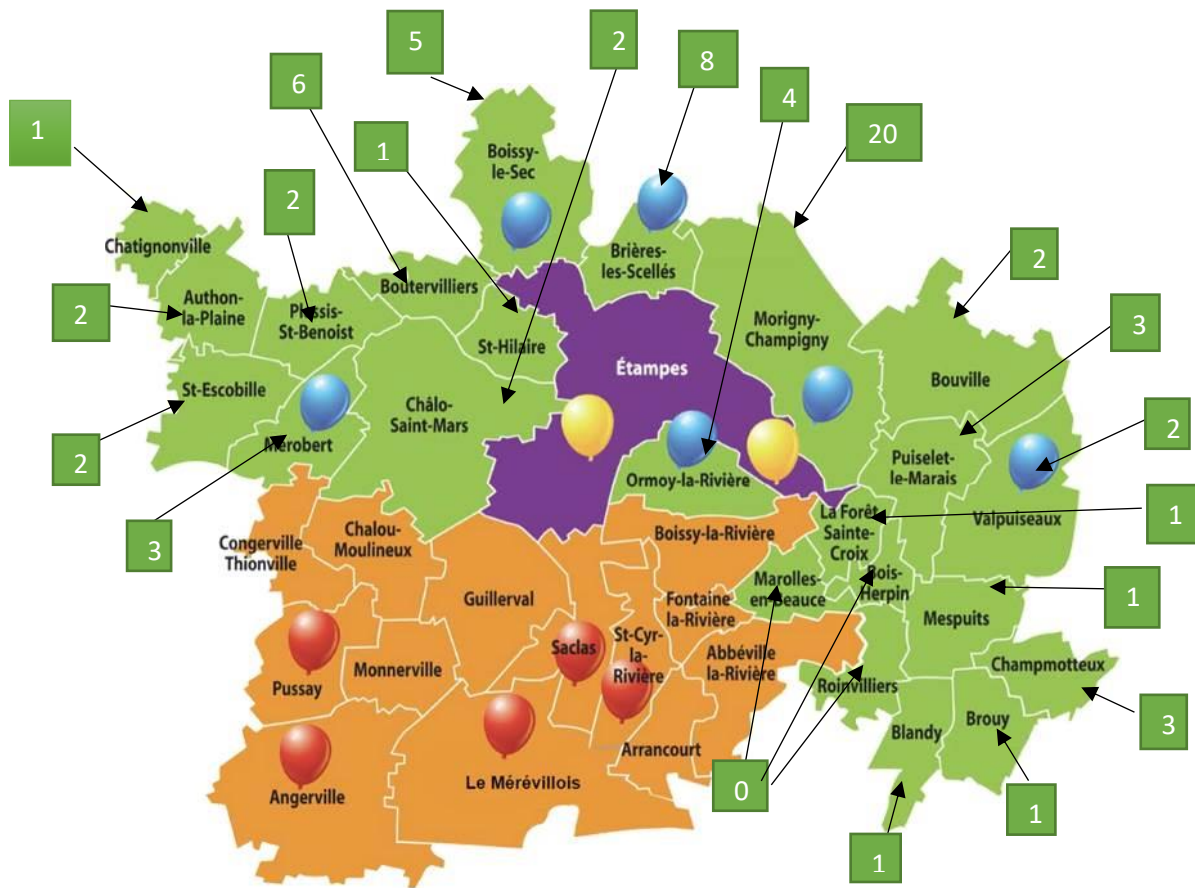 5
2
8
6
4
1
20
1
Boissy-
le-Sec
2
Chatignonville
Brières-
les-Scellés
2
Boutervilliers
2
Authon-
la-Plaine
Plessis-
St-Benoist
St-Hilaire
Morigny-
Champigny
3
Étampes
Bouville
St-Escobille
Châlo-
Saint-Mars
2
2
Mérobert
Puiselet-
le-Marais
Ormoy-la-Rivière
3
Congerville
Thionville
Chalou-
Moulineux
Boissy-la-Rivière
La Forêt
Sainte-
Croix
Valpuiseaux
1
Guillerval
Marolles-
en-Beauce
Bois-
Herpin
1
Fontaine
la-Rivière
Mespuits
Saclas
St-Cyr-
la-
Rivière
Abbéville
la-Rivière
Monnerville
Pussay
Champmotteux
Roinvilliers
3
Blandy
Brouy
Arrancourt
Le Mérévillois
Angerville
0
1
1